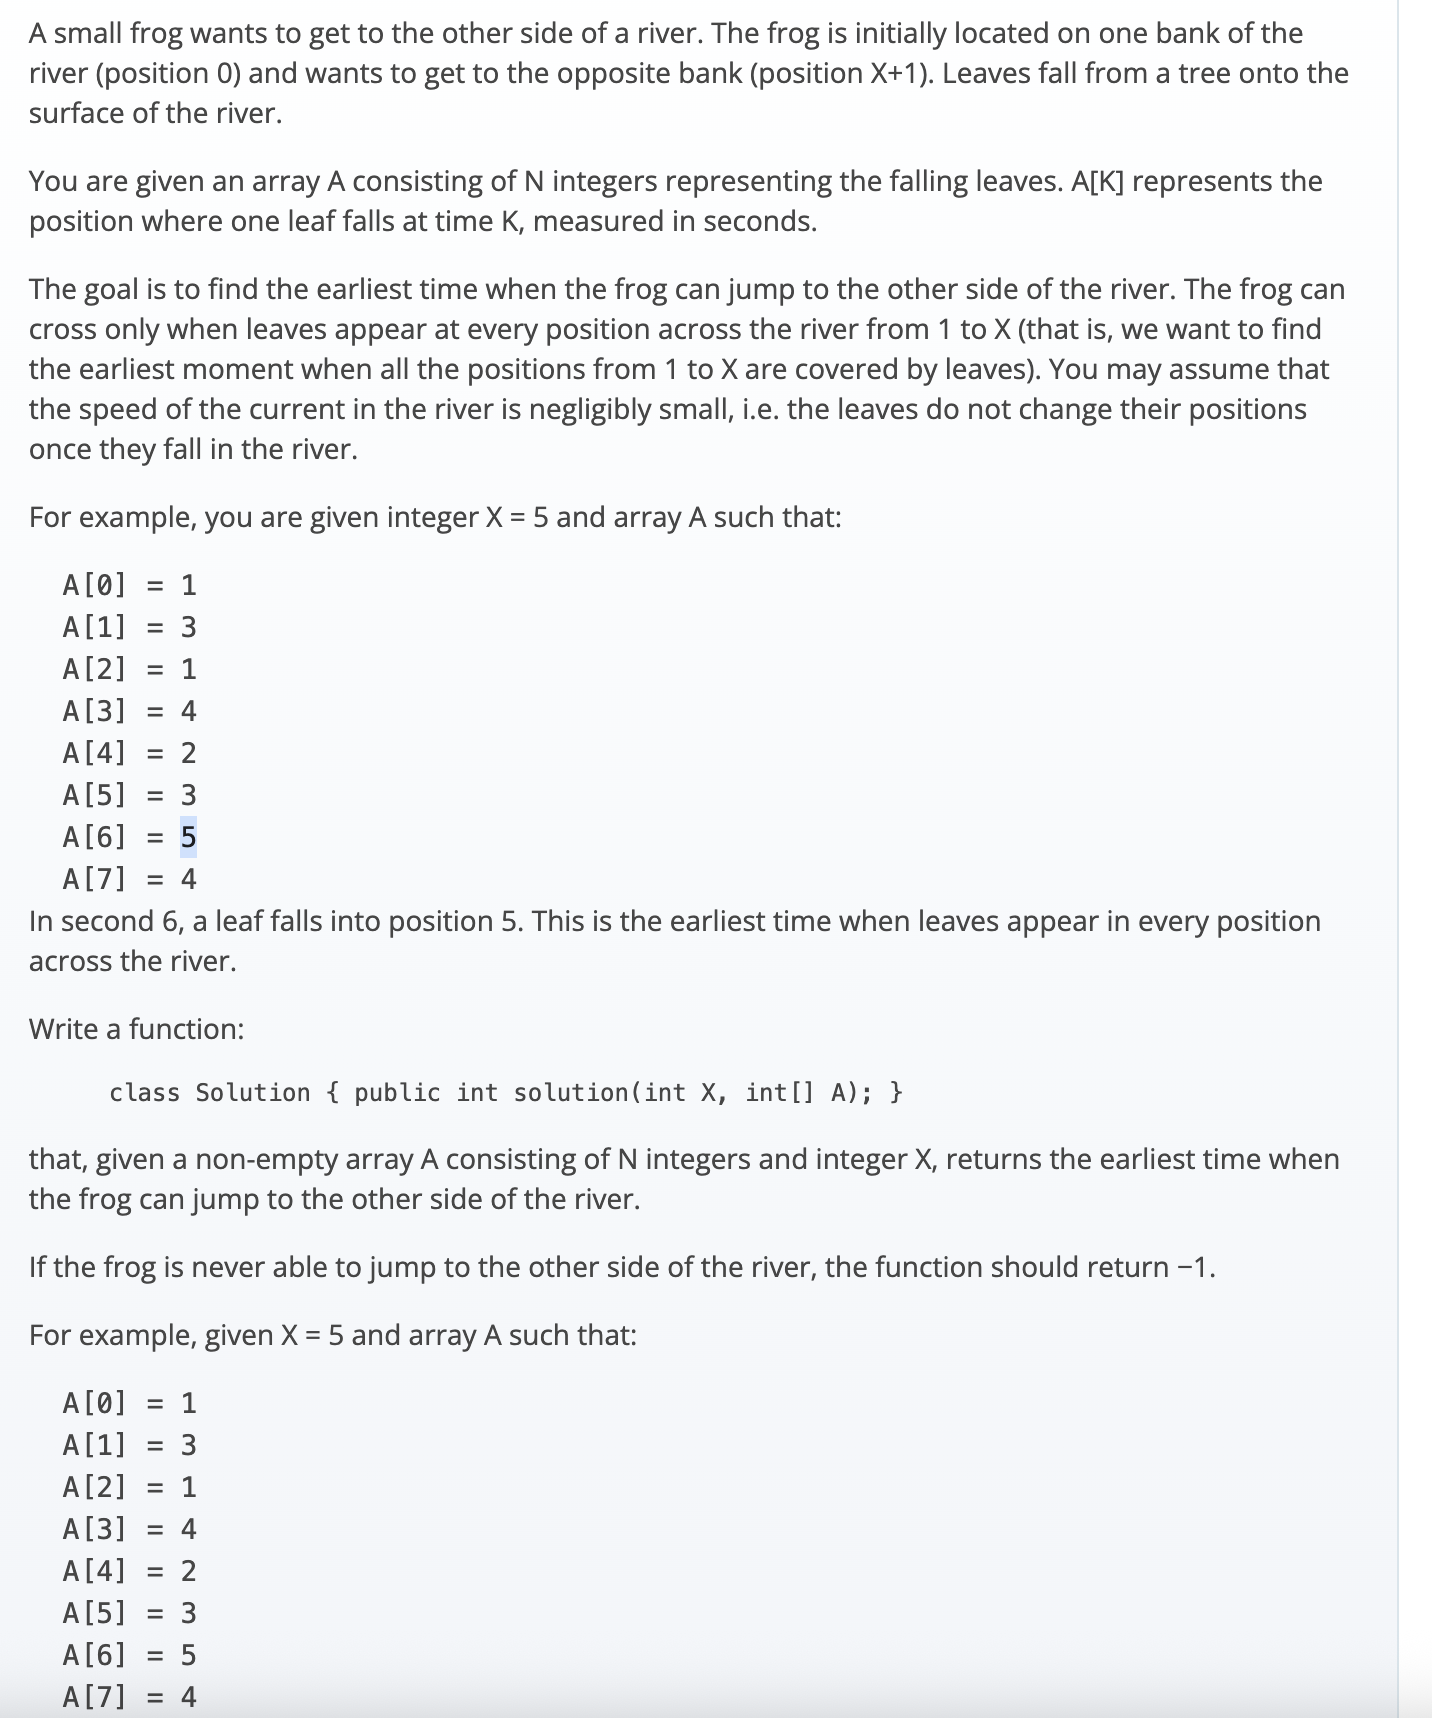 A small frog wants to get to the other side of a river. The frog is initially located on one bank of the
river (position 0) and wants to get to the opposite bank (position X+1). Leaves fall from a tree onto the
surface of the river.
You are given an array A consisting of N integers representing the falling leaves. A[K] represents the
position where one leaf falls at time K, measured in seconds.
The goal is to find the earliest time when the frog can jump to the other side of the river. The frog can
cross only when leaves appear at every position across the river from 1 to X (that is, we want to find
the earliest moment when all the positions from 1 to X are covered by leaves). You may assume that
the speed of the current in the river is negligibly small, i.e. the leaves do not change their positions
once they fall in the river.
For example, you are given integer X = 5 and array A such that:
A[0] = 1
A[1] = 3
A[2] = 1
A[3] = 4
A[4] = 2
A[5] = 3
A[6] = 5
A[7] = 4
In second 6, a leaf falls into position 5. This is the earliest time when leaves appear in every position
across the river.
Write a function:
class Solution { public int solution(int X, int[] A); }
that, given a non-empty array A consisting of N integers and integer X, returns the earliest time when
the frog can jump to the other side of the river.
If the frog is never able to jump to the other side of the river, the function should return −1.
For example, given X = 5 and array A such that:
A[0] = 1
A[1] = 3
A[2] = 1
A[3] = 4
A[4] = 2
A[5] = 3
A[6] = 5
A[7] = 4